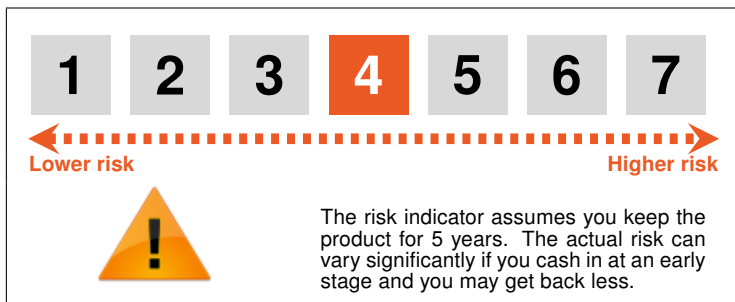 1 2 3 4 5 6 7
Lower risk Higher risk
!
The risk indicator assumes you keep the
product for 5 years. The actual risk can
vary significantly if you cash in at an early
stage and you may get back less.